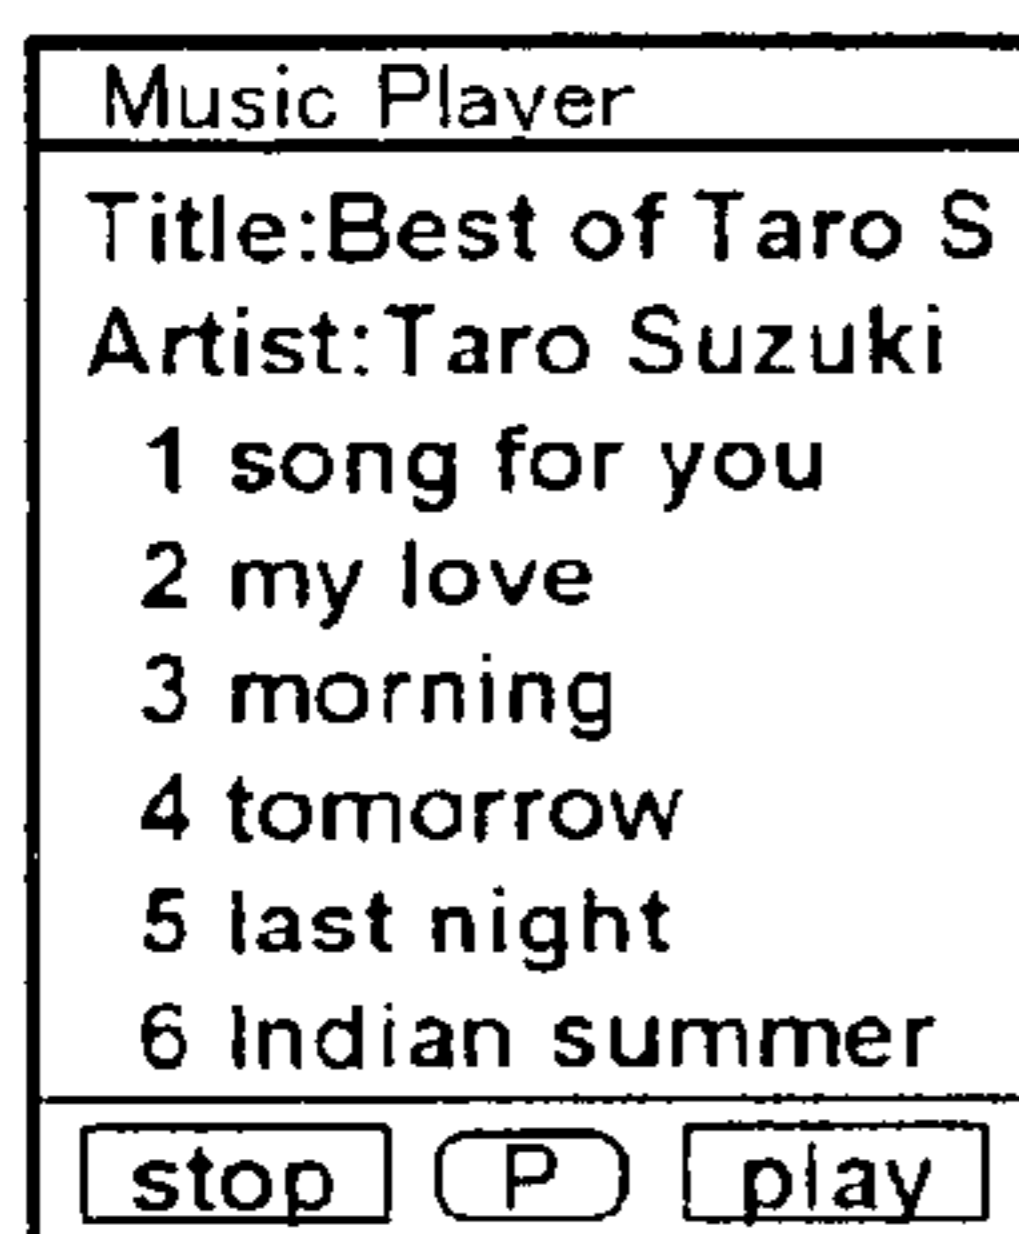 Music Player
Title:Best of Taro S
Artist:Taro Suzuki
1 song for you
2 my love
3 morning
4 tomorrow
5 last night
6 Indian summer
stop P play